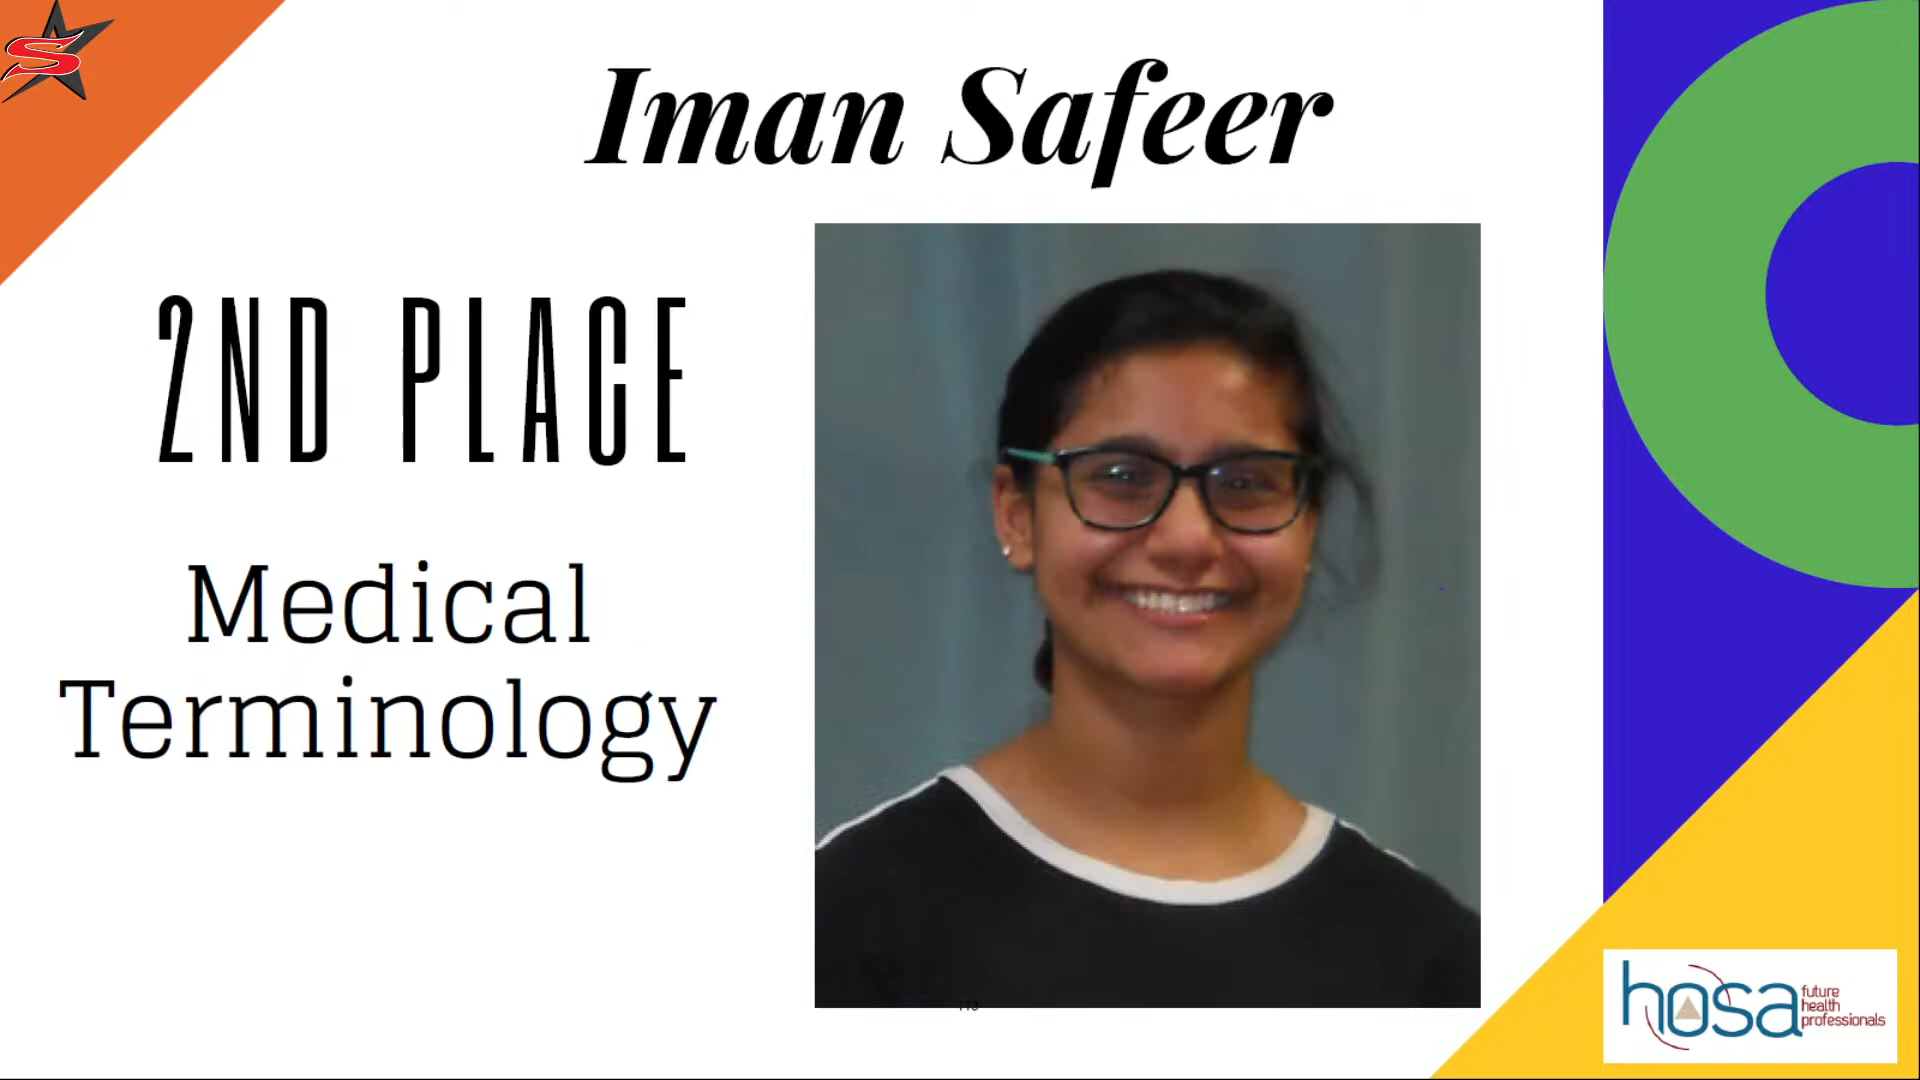 S
Iman Safeer
2ND PLACE
Medical
Terminology
hosa
future
health
professionals